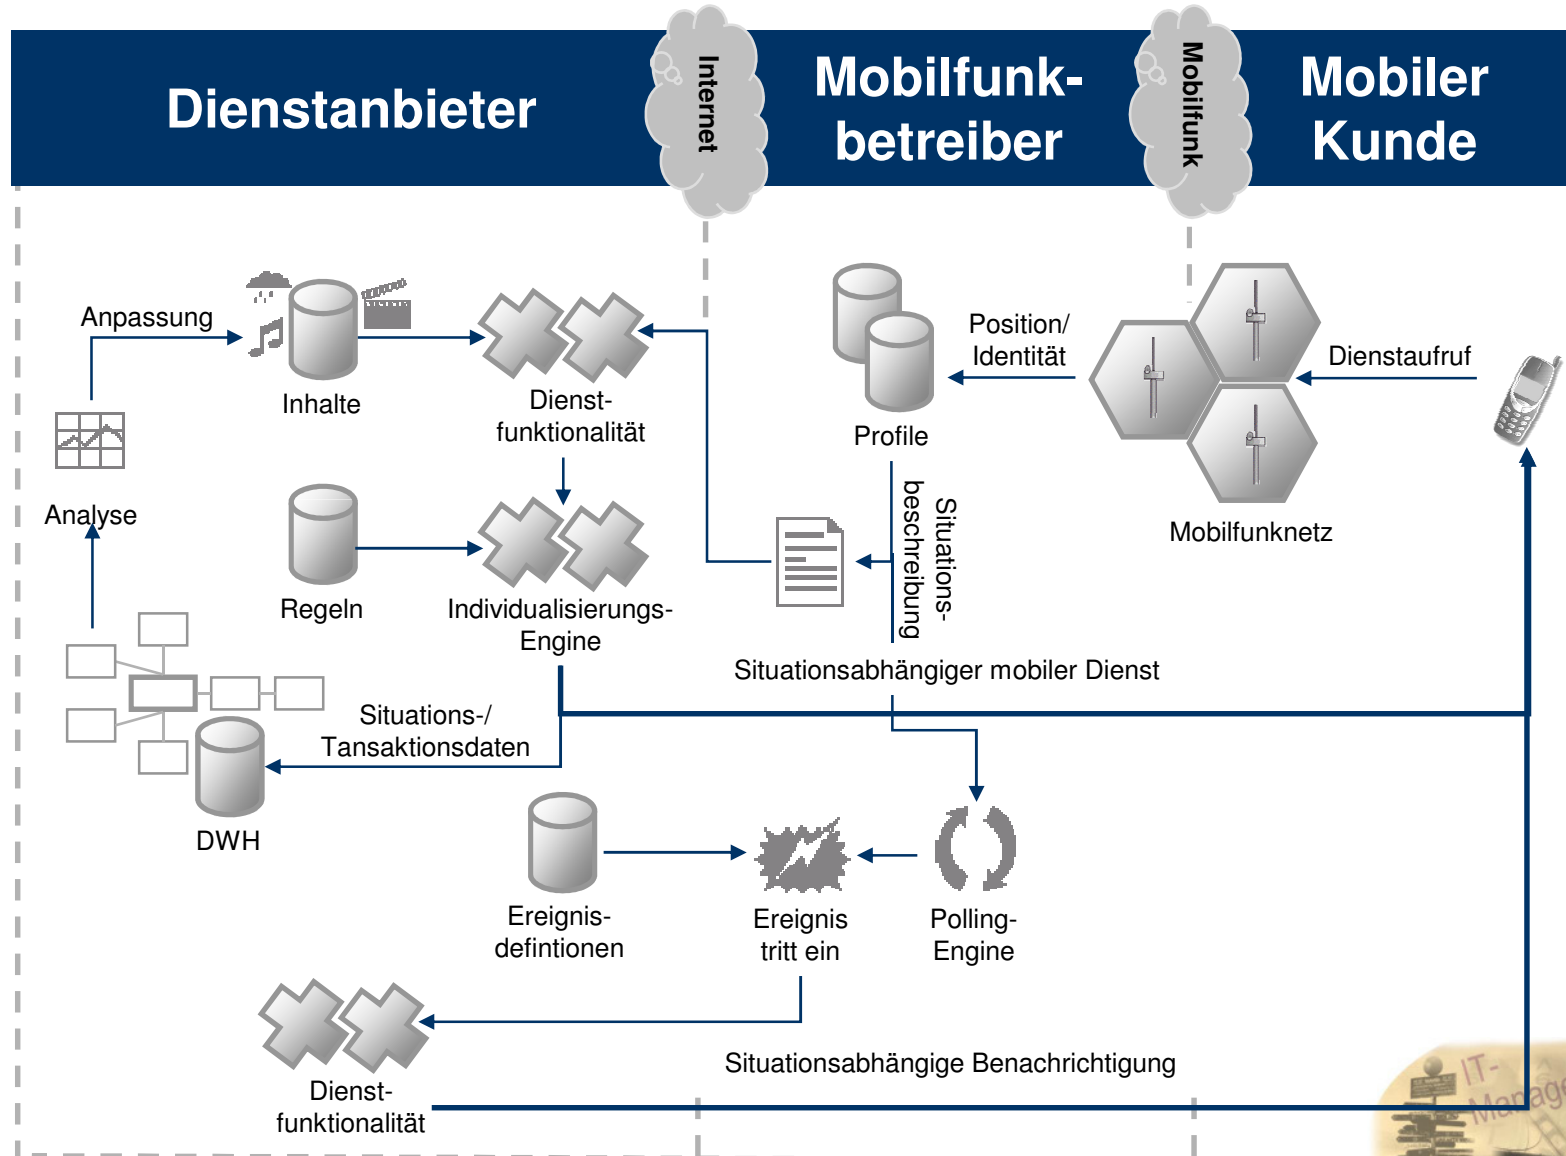 Dienstanbieter
Internet
Mobilfunk-
betreiber
Mobilfunk
Mobiler
Kunde
Anpassung
Inhalte
Dienst-
funktionalität
Position/
Identität
Dienstaufruf
Profile
Mobilfunknetz
Analyse
Situations-
beschreibung
Regeln
Individualisierungs-
Engine
Situationsabhängiger mobiler Dienst
Situations-/
Tansaktionsdaten
DWH
Ereignis-
defintionen
Ereignis
tritt ein
Polling-
Engine
Situationsabhängige Benachrichtigung
Dienst-
funktionalität
IT-
Manage